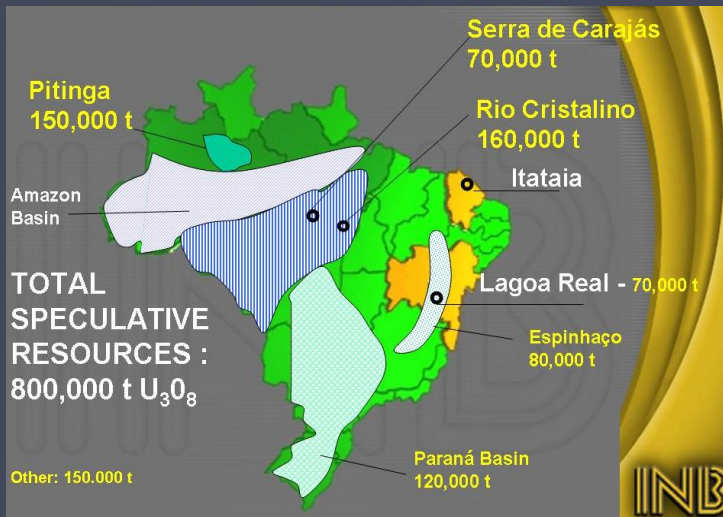 Serra de Carajás
70,000 t
Pitinga
150,000 t
Rio Cristalino
160,000 t
Itataia
Amazon
Basin
Lagoa Real - 70,000 t
TOTAL
SPECULATIVE
RESOURCES :
800,000 t U₃0₈
Espinhaço
80,000 t
Paraná Basin
120,000 t
Other: 150.000 t
INB